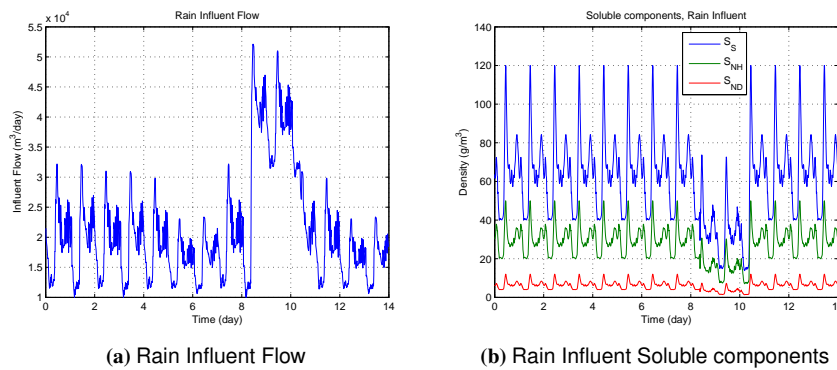 Rain Influent Flow
x 10^4
5.5
5
4.5
4
3.5
3
2.5
2
1.5
1
0 2 4 6 8 10 12 14
Influent Flow (m^3/day)
Time (day)
(a) Rain Influent Flow
Soluble components, Rain Influent
140
120
100
80
60
40
20
0
0 2 4 6 8 10 12 14
Density (g/m^3)
Time (day)
S_S
S_NH
S_ND
(b) Rain Influent Soluble components